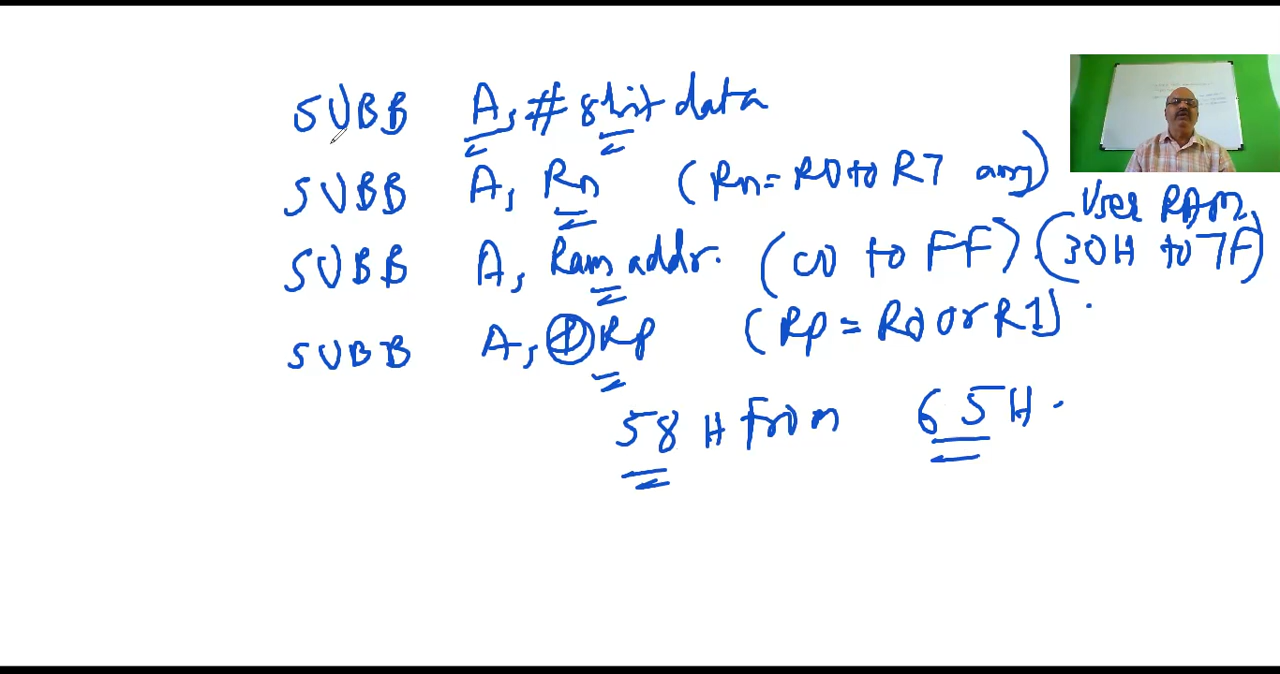 SUBB A, # 8bit data
SUBB A, Rn (Rn = R0 to R7 any)
User RAM
SUBB A, Ram addr. (00 to FF). (30H to 7F)
SUBB A, @Rp (Rp = R0 or R1).
58 H From 65H.